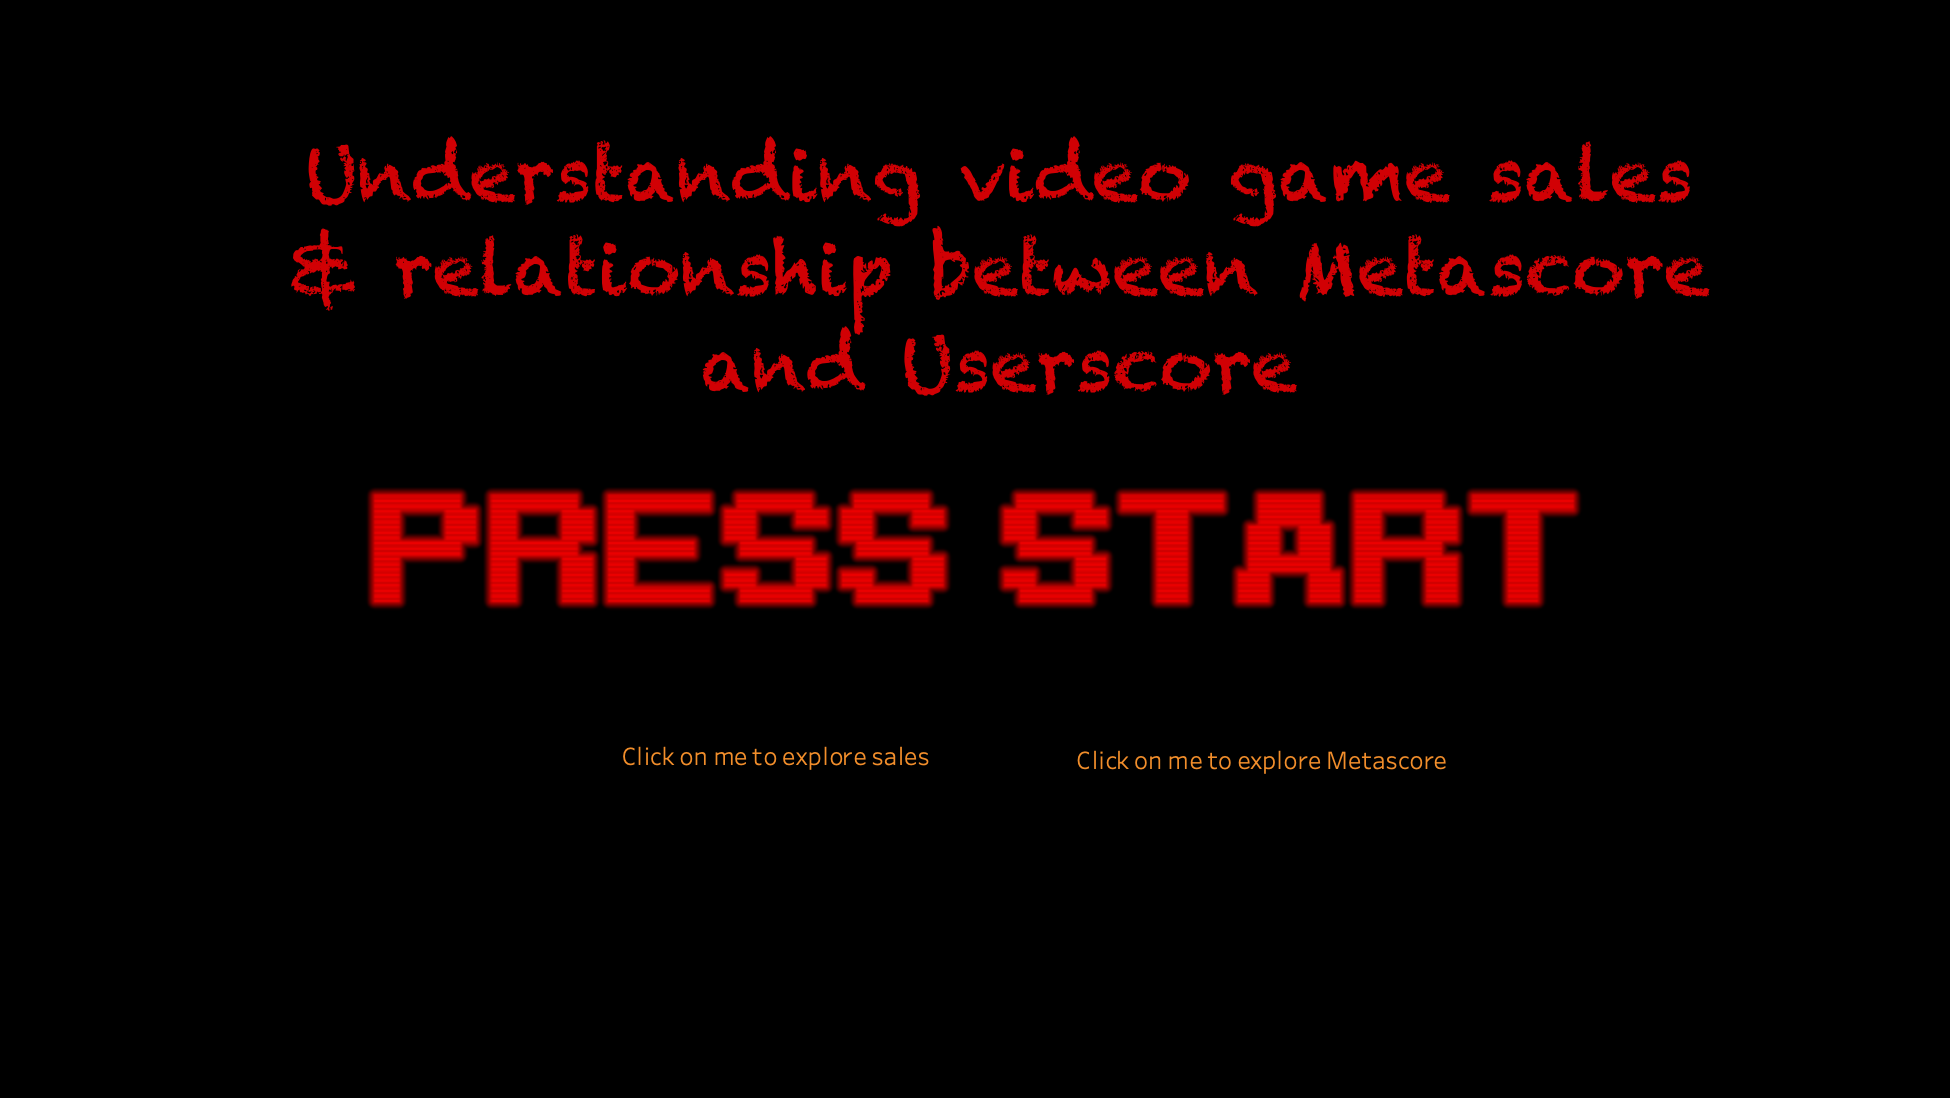 Understanding video game sales
& relationship between Metascore
and Userscore
PRESS START
Click on me to explore sales
Click on me to explore Metascore